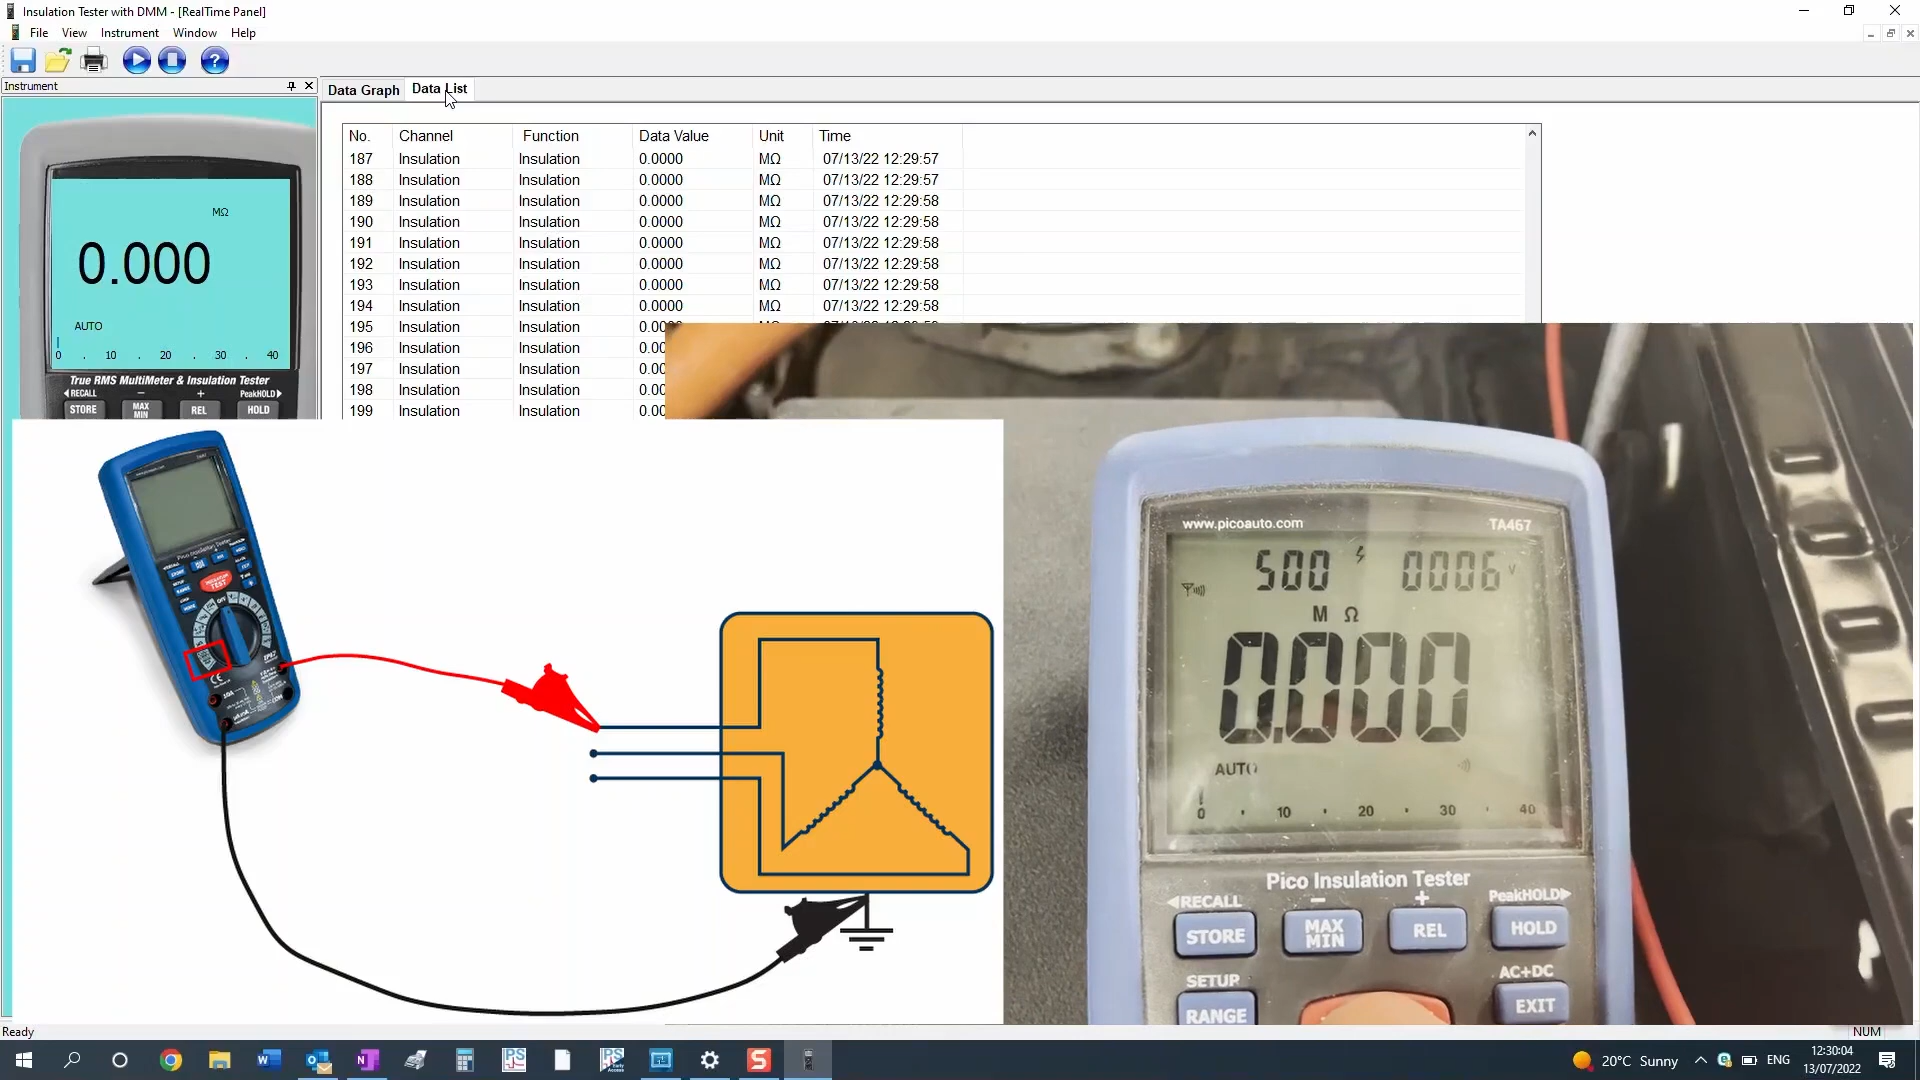 Insulation Tester with DMM - [RealTime Panel]
File View Instrument Window Help
Instrument
Data Graph Data List
No. Channel Function Data Value Unit Time
187 Insulation Insulation 0.0000 MΩ 07/13/22 12:29:57
188 Insulation Insulation 0.0000 MΩ 07/13/22 12:29:57
189 Insulation Insulation 0.0000 MΩ 07/13/22 12:29:58
190 Insulation Insulation 0.0000 MΩ 07/13/22 12:29:58
191 Insulation Insulation 0.0000 MΩ 07/13/22 12:29:58
192 Insulation Insulation 0.0000 MΩ 07/13/22 12:29:58
193 Insulation Insulation 0.0000 MΩ 07/13/22 12:29:58
194 Insulation Insulation 0.0000 MΩ 07/13/22 12:29:58
195 Insulation Insulation
196 Insulation Insulation
197 Insulation Insulation
198 Insulation Insulation
199 Insulation Insulation
MΩ
0.000
AUTO
0 . 10 . 20 . 30 . 40
True RMS MultiMeter & Insulation Tester
RECALL − + PeakHOLD
STORE MAX MIN REL HOLD
www.picoauto.com TA467
500 0006 V
M Ω
0.000
AUTO
0 . 10 . 20 . 30 . 40
Pico Insulation Tester
RECALL − + PeakHOLD
STORE MAX MIN REL HOLD
SETUP AC+DC
RANGE EXIT
Ready NUM
20°C Sunny ENG 12:30:04
13/07/2022